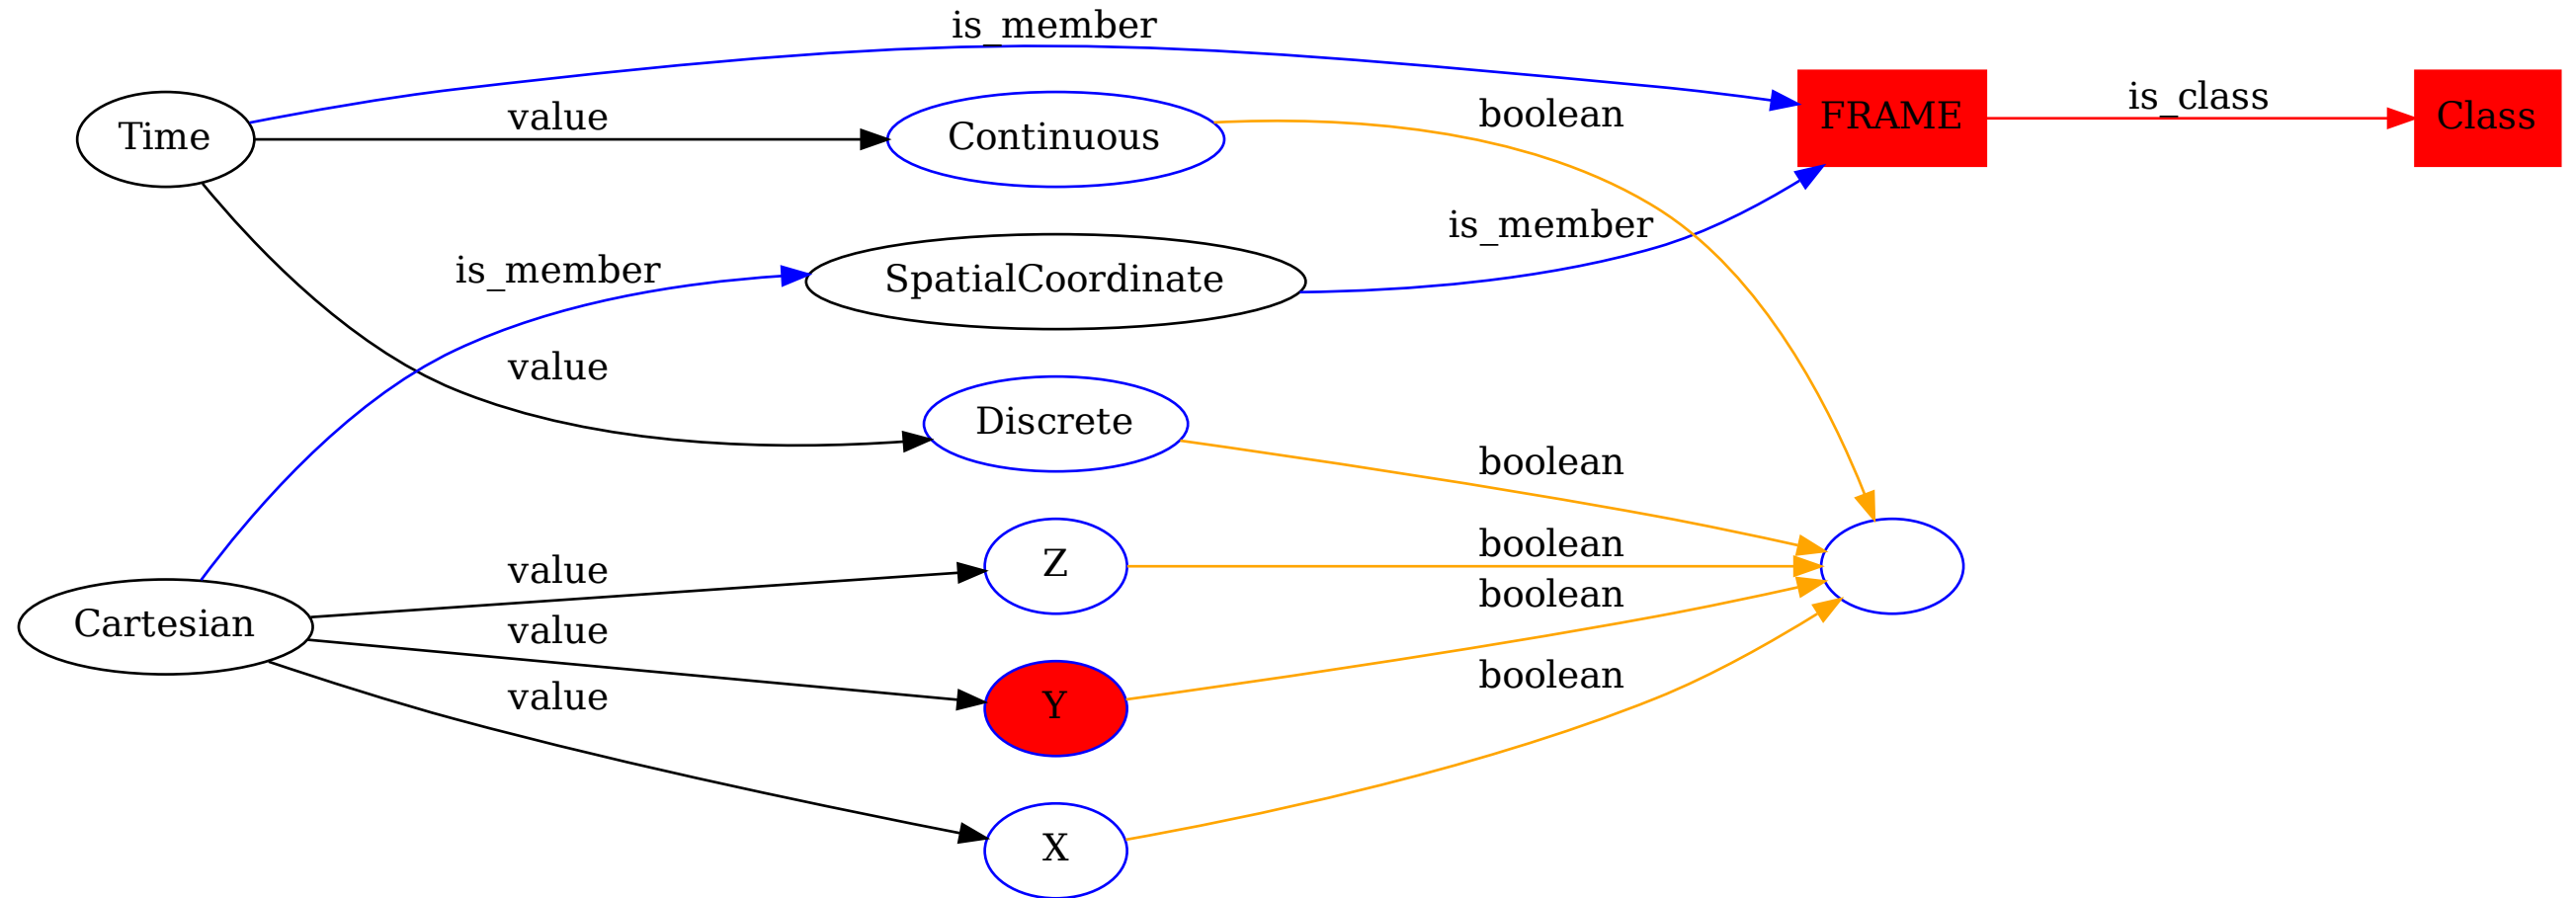 is_member
Time
value
Continuous
boolean
FRAME
is_class
Class
is_member
SpatialCoordinate
is_member
value
Discrete
boolean
Cartesian
value
Z
boolean
value
Y
boolean
value
X
boolean